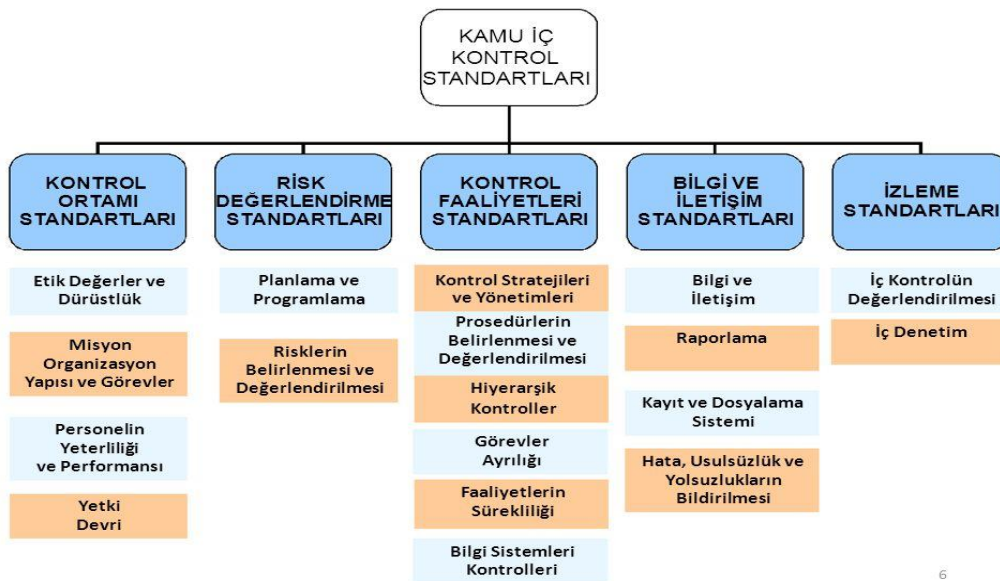 KAMU İÇ
KONTROL
STANDARTLARI
KONTROL
ORTAMI
STANDARTLARI
Etik Değerler ve
Dürüstlük
Misyon
Organizasyon
Yapısı ve Görevler
Personelin
Yeterliliği
ve Performansı
Yetki
Devri
RİSK
DEĞERLENDİRME
STANDARTLARI
Planlama ve
Programlama
Risklerin
Belirlenmesi ve
Değerlendirilmesi
KONTROL
FAALİYETLERİ
STANDARTLARI
Kontrol Stratejileri
ve Yönetimleri
Prosedürlerin
Belirlenmesi ve
Değerlendirilmesi
Hiyerarşik
Kontroller
Görevler
Ayrılığı
Faaliyetlerin
Sürekliliği
Bilgi Sistemleri
Kontrolleri
BİLGİ VE
İLETİŞİM
STANDARTLARI
Bilgi ve
İletişim
Raporlama
Kayıt ve Dosyalama
Sistemi
Hata, Usulsüzlük ve
Yolsuzlukların
Bildirilmesi
İZLEME
STANDARTLARI
İç Kontrolün
Değerlendirilmesi
İç Denetim
6